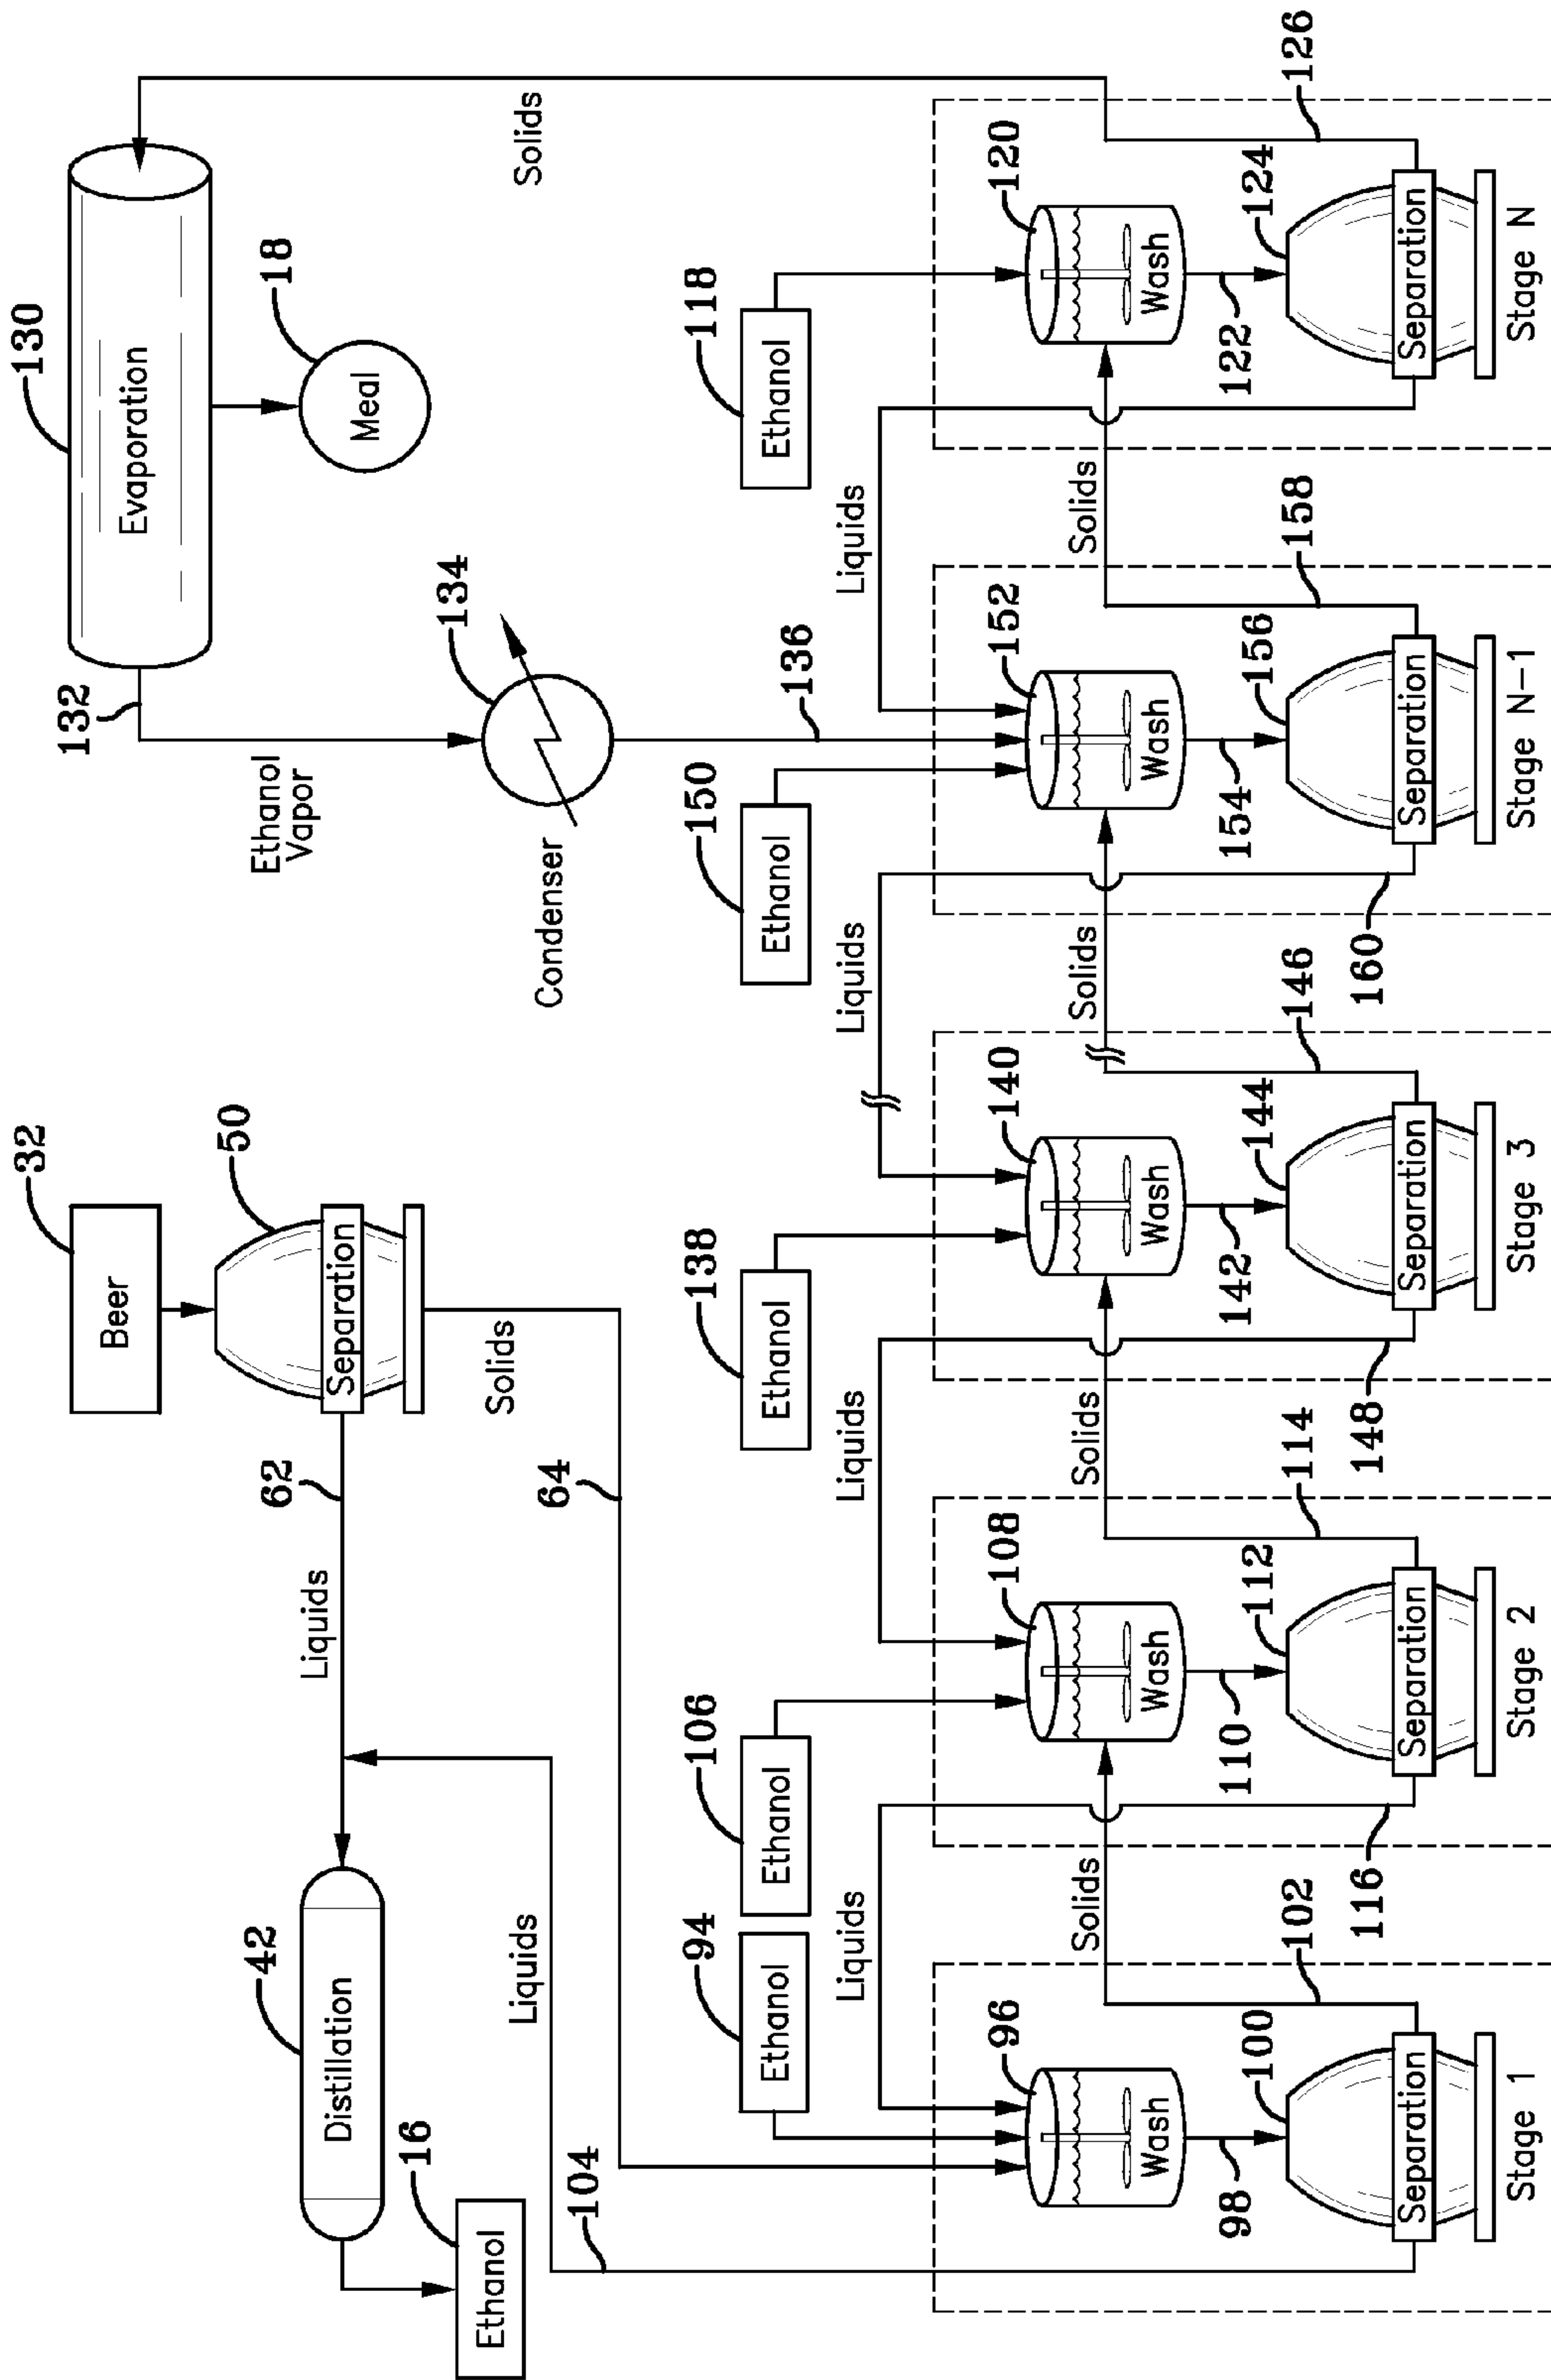 32
Beer
50
Separation
Solids
62
Liquids
64
42
Distillation
16
Ethanol
Liquids
104
130
Evaporation
18
Meal
132
Ethanol
Vapor
134
Condenser
136
Solids
94
Ethanol
96
Wash
98
100
Separation
102
Stage 1
Liquids
Solids
106
Ethanol
108
Wash
110
112
Separation
114
116
Stage 2
Liquids
Solids
138
Ethanol
140
Wash
142
144
Separation
146
148
Stage 3
Liquids
Solids
150
Ethanol
152
Wash
154
156
Separation
158
160
Stage N-1
Liquids
Solids
118
Ethanol
120
Wash
122
124
Separation
126
Stage N